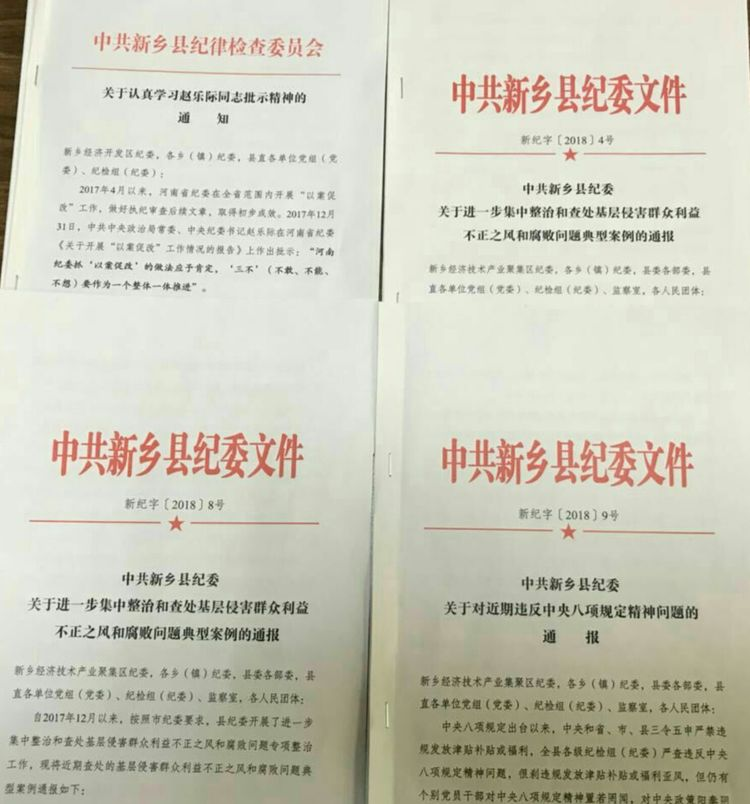 中共新乡县纪律检查委员会
关于认真学习赵乐际同志批示精神的
通 知
新乡经济开发区纪委，各乡（镇）纪委，县直各单位党组（党
委）、纪检组（纪委）：
2017年4月以来，河南省纪委在全省范围内开展“以案促
改”工作，做好执纪审查后续文章，取得初步成效。2017年12月
31日，中共中央政治局常委、中央纪委书记赵乐际在河南省纪委
《关于开展“以案促改”工作情况的报告》上作出批示：“河南
纪委抓‘以案促改’的做法应予肯定，‘三不’（不敢、不能、
不想）要作为一个整体一体推进”。
中共新乡县纪委文件
新纪字〔2018〕4号
中共新乡县纪委
关于进一步集中整治和查处基层侵害群众利益
不正之风和腐败问题典型案例的通报
新乡经济技术产业聚集区纪委，各乡（镇）纪委，县委各部委，县
直各单位党组（党委）、纪检组（纪委）、监察室，各人民团体：
中共新乡县纪委文件
新纪字〔2018〕8号
中共新乡县纪委
关于进一步集中整治和查处基层侵害群众利益
不正之风和腐败问题典型案例的通报
新乡经济技术产业聚集区纪委，各乡（镇）纪委，县委各部委，县
直各单位党组（党委）、纪检组（纪委）、监察室，各人民团体：
自2017年12月以来，按照市纪委要求，县纪委开展了进一步
集中整治和查处基层侵害群众利益不正之风和腐败问题专项整治
工作，现将近期查处的基层侵害群众利益不正之风和腐败问题典
型案例通报如下：
中共新乡县纪委文件
新纪字〔2018〕9号
中共新乡县纪委
关于对近期违反中央八项规定精神问题的
通 报
新乡经济技术产业集聚区纪委，各乡（镇）纪委，县委各部委，县
直各单位党组（党委）、纪检组（纪委）、监察室，各人民团体：
中央八项规定出台以来，中央和省、市、县三令五申严禁违
规发放津贴补贴或福利，全县各级纪检组（纪委）严查违反中央
八项规定精神问题，狠刹违规发放津贴补贴或福利歪风，但仍有
个别党员干部对中央八项规定精神置若罔闻，对中央政策阳奉阴